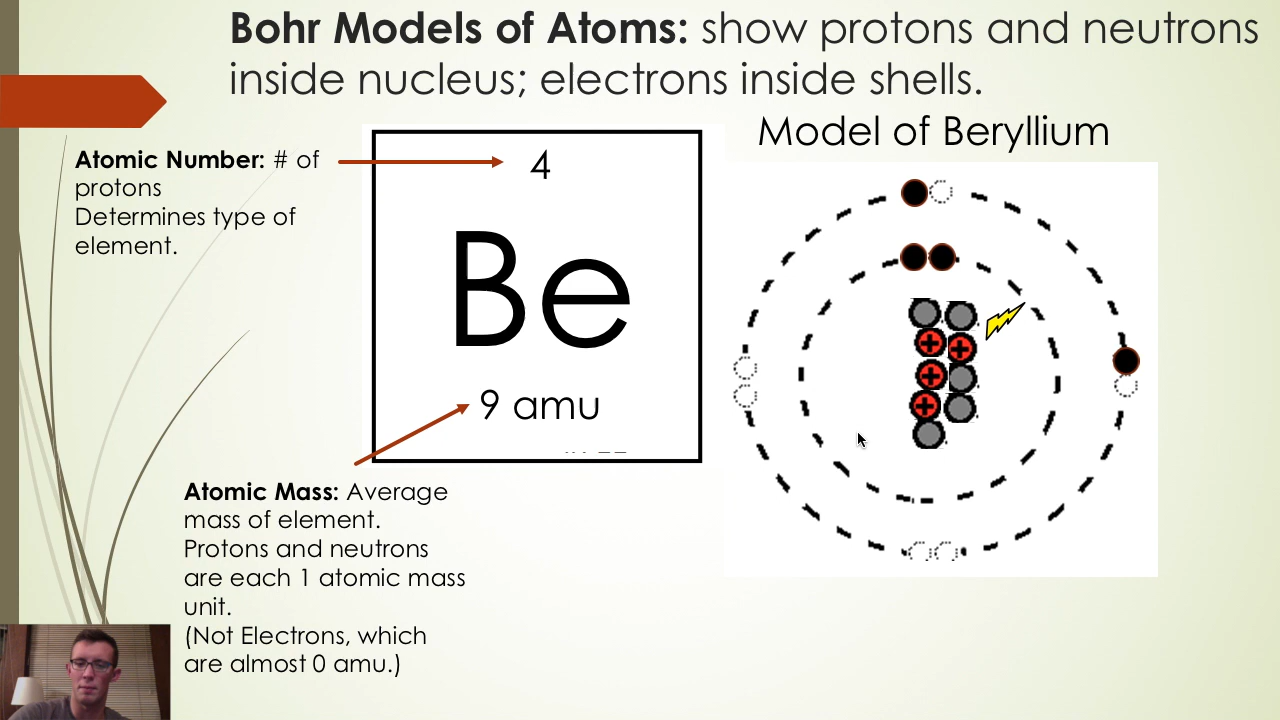 Bohr Models of Atoms: show protons and neutrons
inside nucleus; electrons inside shells.
Model of Beryllium
Atomic Number: # of
protons
Determines type of
element.
4
Be
9 amu
Atomic Mass: Average
mass of element.
Protons and neutrons
are each 1 atomic mass
unit.
(Not Electrons, which
are almost 0 amu.)
+
+
+
+